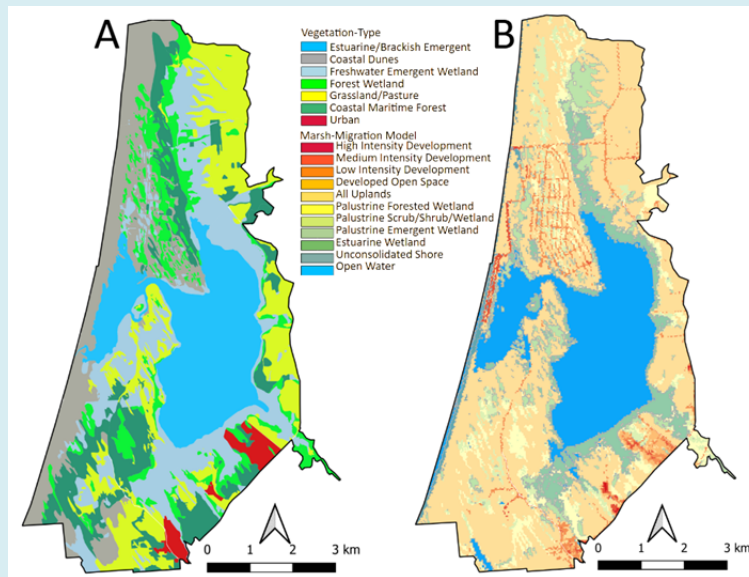 A
B
Vegetation-Type
Estuarine/Brackish Emergent
Coastal Dunes
Freshwater Emergent Wetland
Forest Wetland
Grassland/Pasture
Coastal Maritime Forest
Urban
Marsh-Migration Model
High Intensity Development
Medium Intensity Development
Low Intensity Development
Developed Open Space
All Uplands
Palustrine Forested Wetland
Palustrine Scrub/Shrub/Wetland
Palustrine Emergent Wetland
Estuarine Wetland
Unconsolidated Shore
Open Water
0 1 2 3 km
0 1 2 3 km